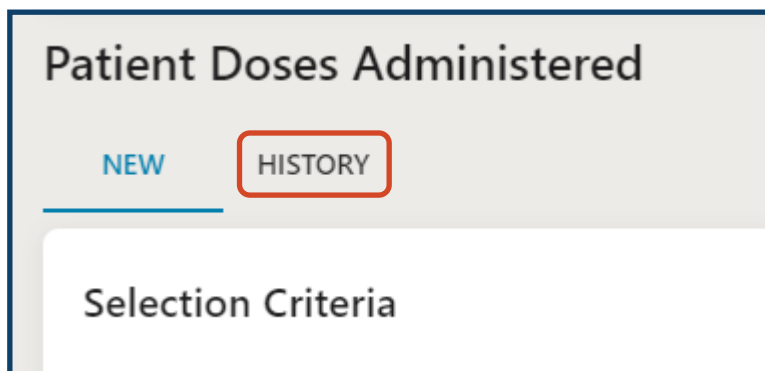 Patient Doses Administered
NEW HISTORY
Selection Criteria